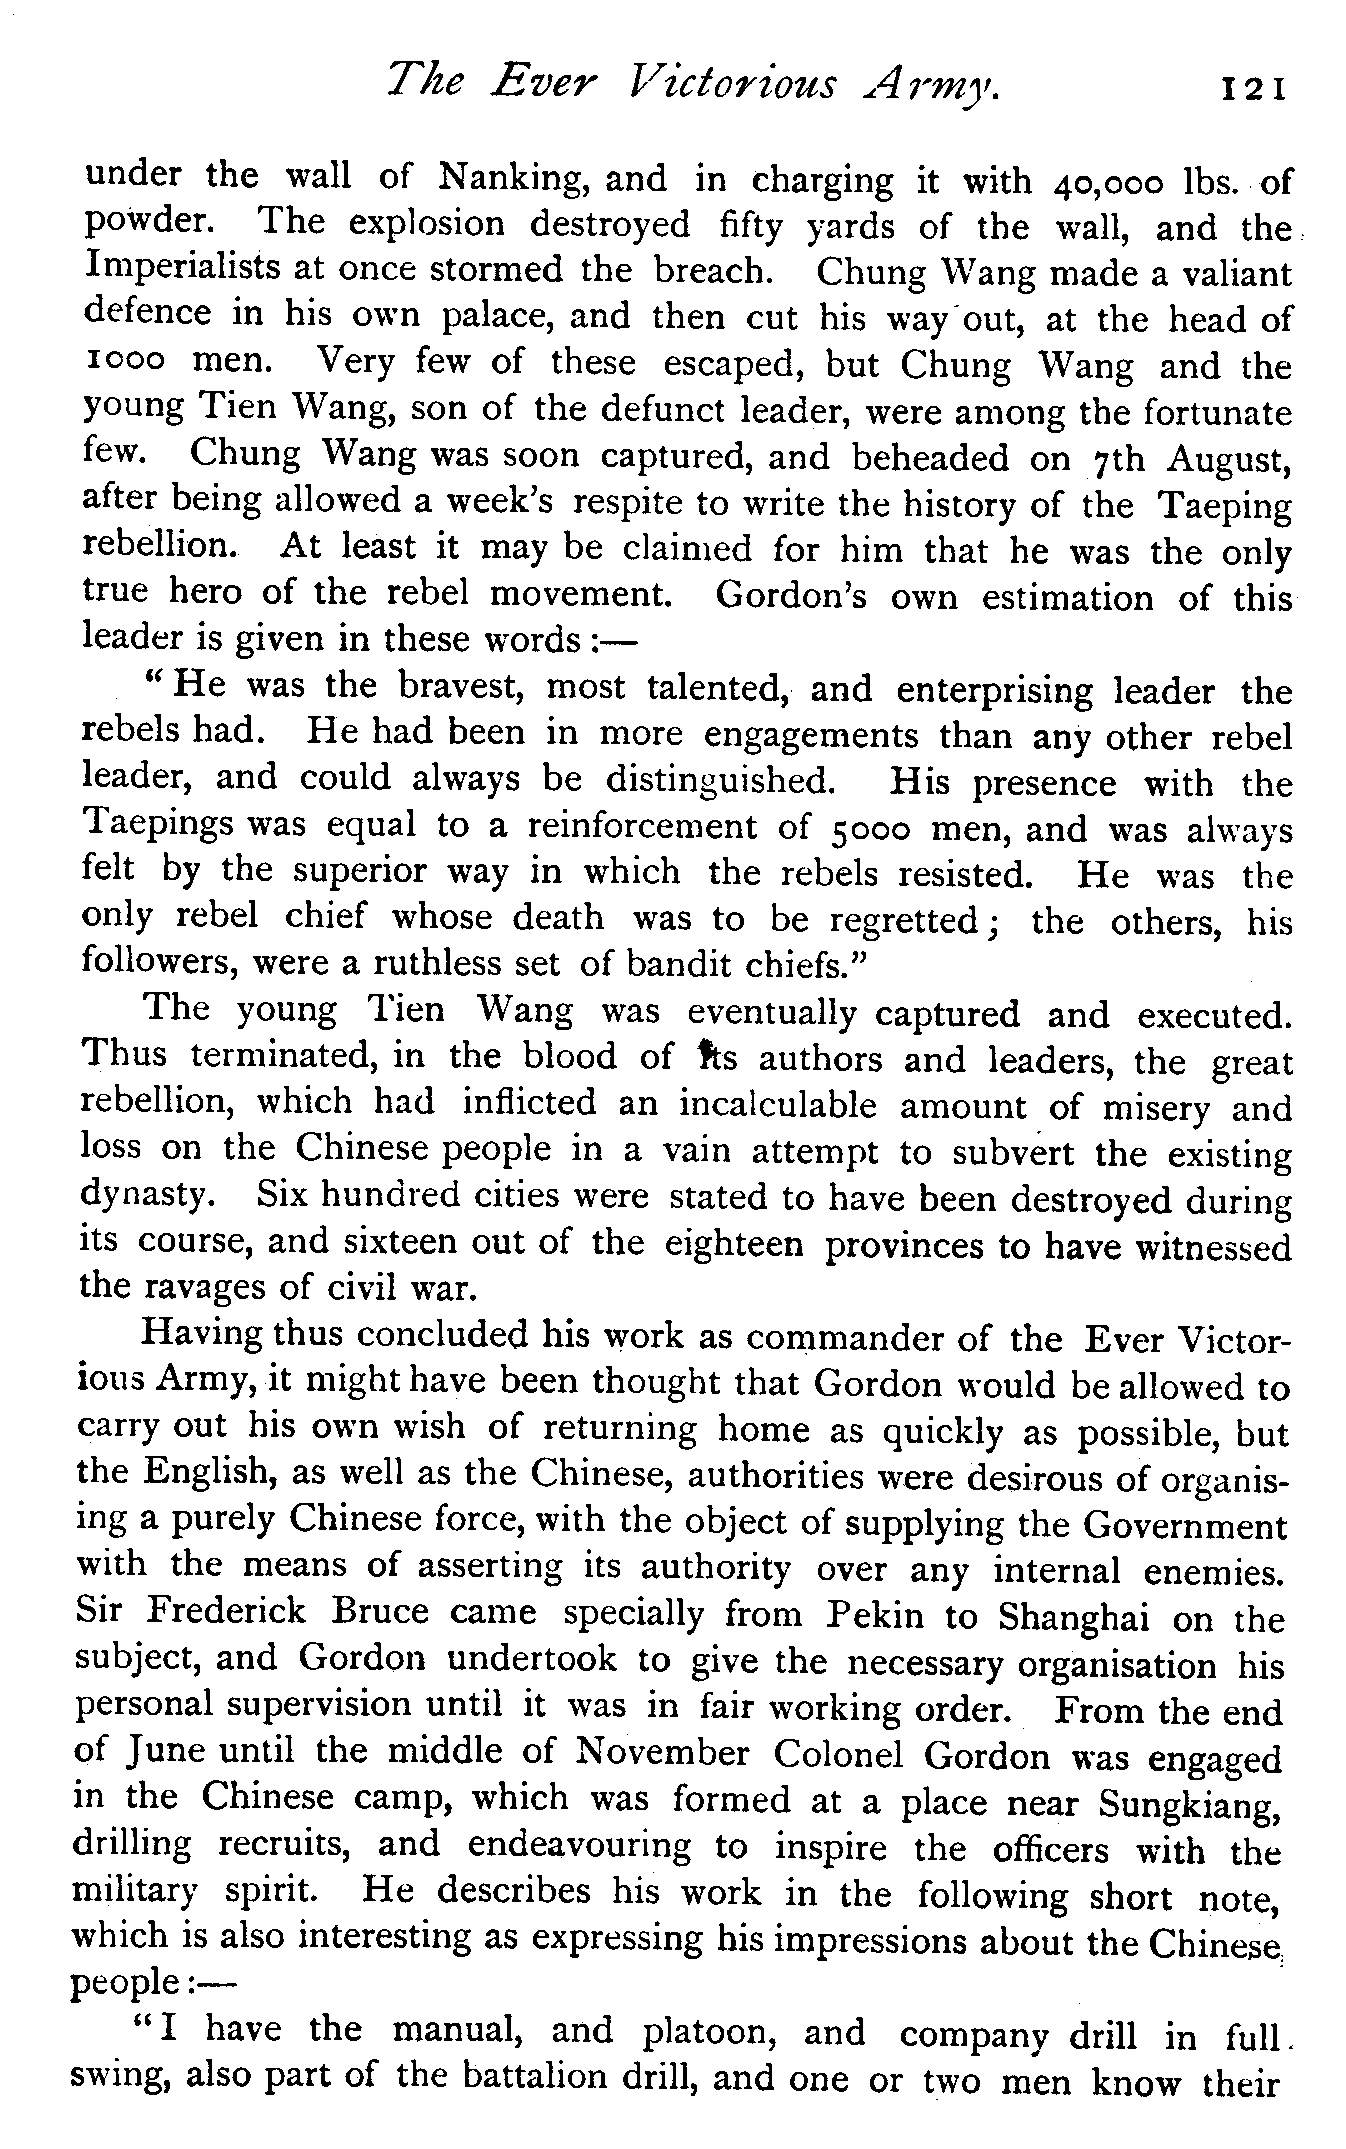 The Ever Victorious Army. 121
under the wall of Nanking, and in charging it with 40,000 lbs. of
powder. The explosion destroyed fifty yards of the wall, and the
Imperialists at once stormed the breach. Chung Wang made a valiant
defence in his own palace, and then cut his way out, at the head of
1000 men. Very few of these escaped, but Chung Wang and the
young Tien Wang, son of the defunct leader, were among the fortunate
few. Chung Wang was soon captured, and beheaded on 7th August,
after being allowed a week's respite to write the history of the Taeping
rebellion. At least it may be claimed for him that he was the only
true hero of the rebel movement. Gordon's own estimation of this
leader is given in these words :—
"He was the bravest, most talented, and enterprising leader the
rebels had. He had been in more engagements than any other rebel
leader, and could always be distinguished. His presence with the
Taepings was equal to a reinforcement of 5000 men, and was always
felt by the superior way in which the rebels resisted. He was the
only rebel chief whose death was to be regretted; the others, his
followers, were a ruthless set of bandit chiefs."
The young Tien Wang was eventually captured and executed.
Thus terminated, in the blood of its authors and leaders, the great
rebellion, which had inflicted an incalculable amount of misery and
loss on the Chinese people in a vain attempt to subvert the existing
dynasty. Six hundred cities were stated to have been destroyed during
its course, and sixteen out of the eighteen provinces to have witnessed
the ravages of civil war.
Having thus concluded his work as commander of the Ever Victor-
ious Army, it might have been thought that Gordon would be allowed to
carry out his own wish of returning home as quickly as possible, but
the English, as well as the Chinese, authorities were desirous of organis-
ing a purely Chinese force, with the object of supplying the Government
with the means of asserting its authority over any internal enemies.
Sir Frederick Bruce came specially from Pekin to Shanghai on the
subject, and Gordon undertook to give the necessary organisation his
personal supervision until it was in fair working order. From the end
of June until the middle of November Colonel Gordon was engaged
in the Chinese camp, which was formed at a place near Sungkiang,
drilling recruits, and endeavouring to inspire the officers with the
military spirit. He describes his work in the following short note,
which is also interesting as expressing his impressions about the Chinese
people :—
"I have the manual, and platoon, and company drill in full
swing, also part of the battalion drill, and one or two men know their